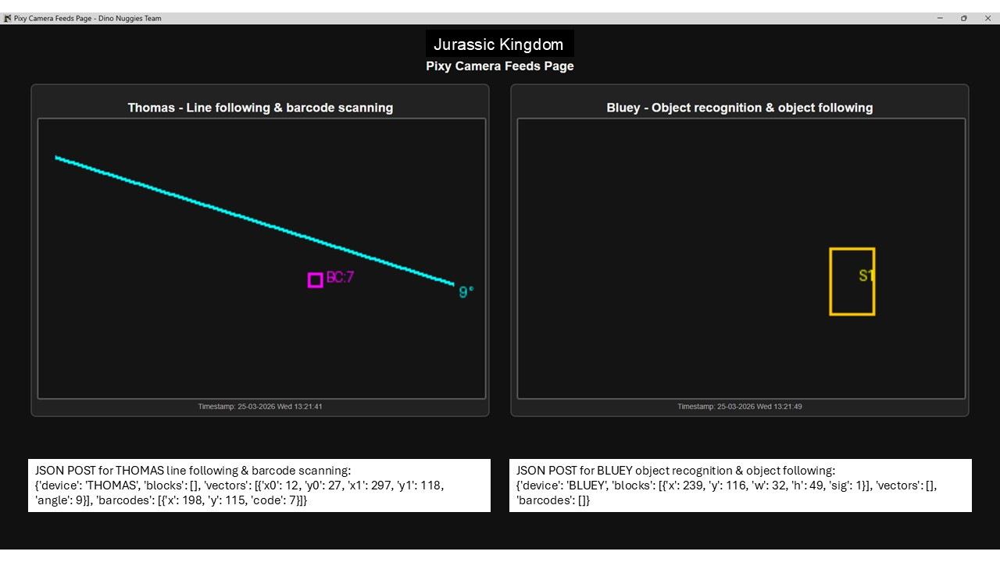 Pixy Camera Feeds Page - Dino Nuggies Team
Jurassic Kingdom
Pixy Camera Feeds Page
Thomas - Line following & barcode scanning
BC:7
9°
Timestamp: 25-03-2026 Wed 13:21:41
Bluey - Object recognition & object following
S1
Timestamp: 25-03-2026 Wed 13:21:49
JSON POST for THOMAS line following & barcode scanning:
{'device': 'THOMAS', 'blocks': [], 'vectors': [{'x0': 12, 'y0': 27, 'x1': 297, 'y1': 118,
'angle': 9}], 'barcodes': [{'x': 198, 'y': 115, 'code': 7}]}
JSON POST for BLUEY object recognition & object following:
{'device': 'BLUEY', 'blocks': [{'x': 239, 'y': 116, 'w': 32, 'h': 49, 'sig': 1}], 'vectors': [],
'barcodes': []}